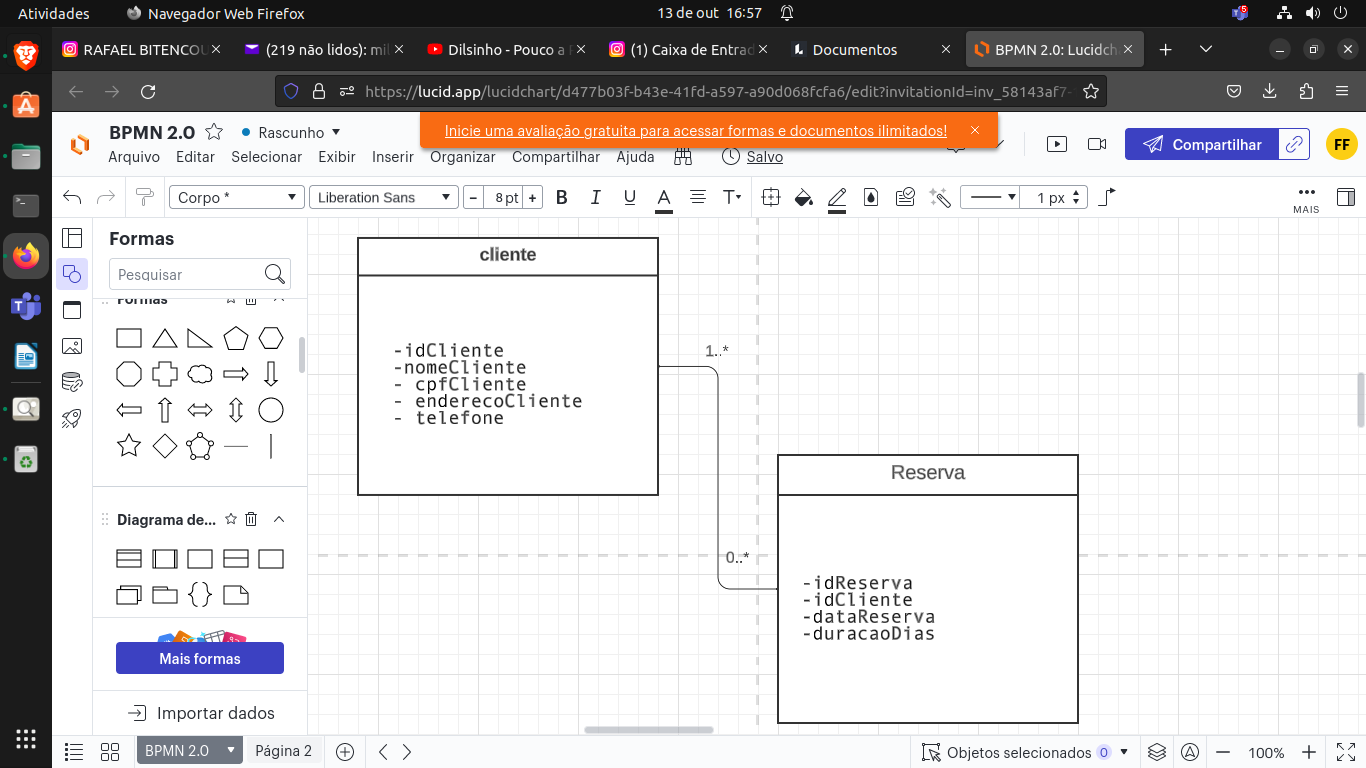 Atividades
Navegador Web Firefox
13 de out 16:57
RAFAEL BITENCOU
(219 não lidos): mil
Dilsinho - Pouco a P
(1) Caixa de Entrad
Documentos
BPMN 2.0: Lucidch
https://lucid.app/lucidchart/d477b03f-b43e-41fd-a597-a90d068fcfa6/edit?invitationId=inv_58143af7-
BPMN 2.0
Rascunho
Inicie uma avaliação gratuita para acessar formas e documentos ilimitados!
Arquivo Editar Selecionar Exibir Inserir Organizar Compartilhar Ajuda
Salvo
Compartilhar
FF
Corpo *
Liberation Sans
8 pt
B I U A T
1 px
MAIS
Formas
Pesquisar
Formas
Diagrama de...
Mais formas
Importar dados
cliente
-idCliente
-nomeCliente
- cpfCliente
- enderecoCliente
- telefone
1..*
0..*
Reserva
-idReserva
-idCliente
-dataReserva
-duracaoDias
BPMN 2.0
Página 2
Objetos selecionados 0
100%